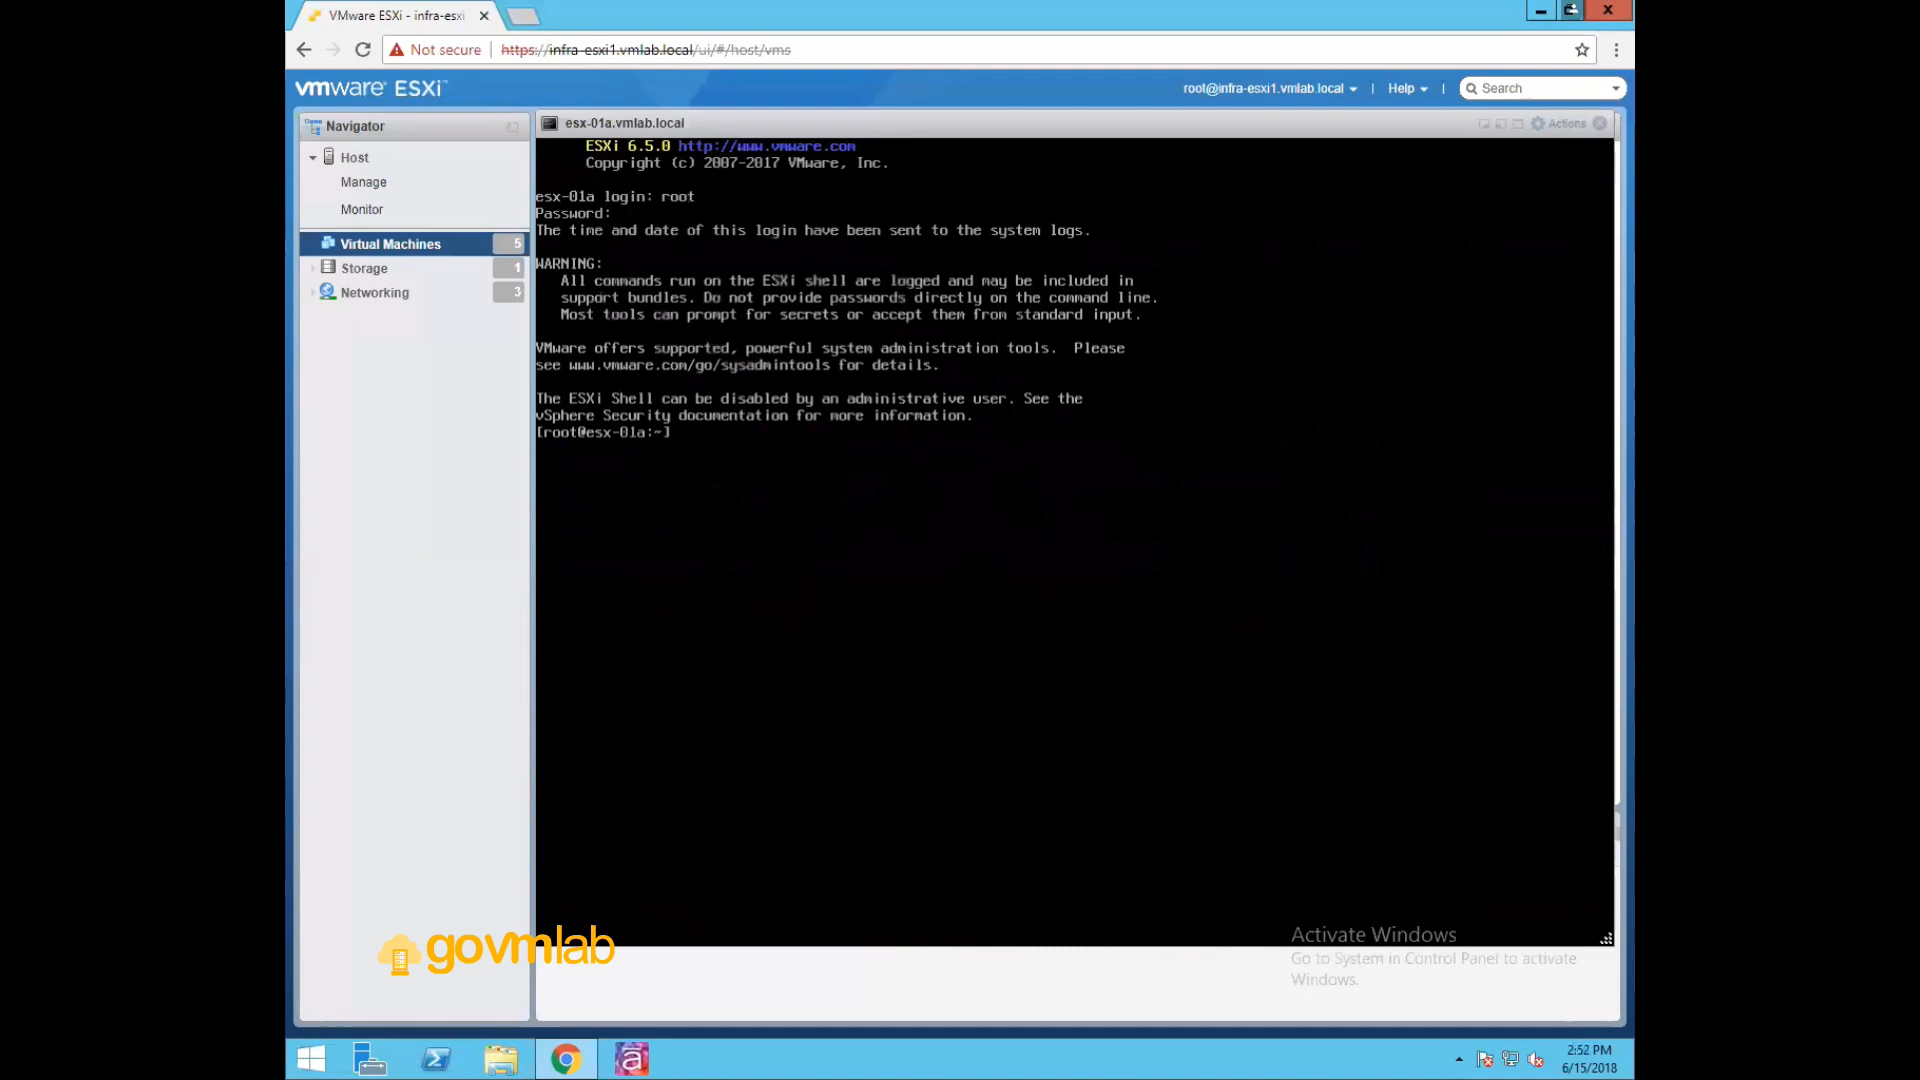 VMware ESXi - infra-esxi
Not secure https://infra-esxi1.vmlab.local/ui/#/host/vms
vmware ESXi™
root@infra-esxi1.vmlab.local | Help | Search
Navigator
Host
Manage
Monitor
Virtual Machines 5
Storage 1
Networking 3
esx-01a.vmlab.local
Actions
ESXi 6.5.0 http://www.vmware.com
Copyright (c) 2007-2017 VMware, Inc.
esx-01a login: root
Password:
The time and date of this login have been sent to the system logs.
WARNING:
All commands run on the ESXi shell are logged and may be included in
support bundles. Do not provide passwords directly on the command line.
Most tools can prompt for secrets or accept them from standard input.
VMware offers supported, powerful system administration tools.  Please
see www.vmware.com/go/sysadmintools for details.
The ESXi Shell can be disabled by an administrative user. See the
vSphere Security documentation for more information.
[root@esx-01a:~]
govmlab
Activate Windows
Go to System in Control Panel to activate
Windows.
2:52 PM
6/15/2018